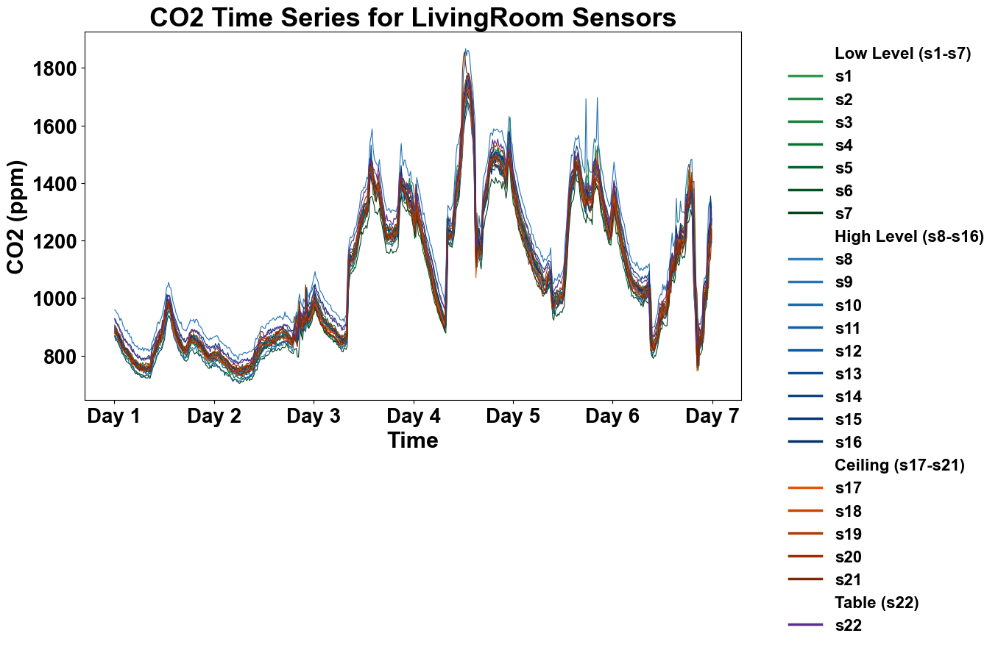 CO2 Time Series for LivingRoom Sensors
CO2 (ppm)
1800
1600
1400
1200
1000
800
Day 1 Day 2 Day 3 Day 4 Day 5 Day 6 Day 7
Time
Low Level (s1-s7)
s1
s2
s3
s4
s5
s6
s7
High Level (s8-s16)
s8
s9
s10
s11
s12
s13
s14
s15
s16
Ceiling (s17-s21)
s17
s18
s19
s20
s21
Table (s22)
s22